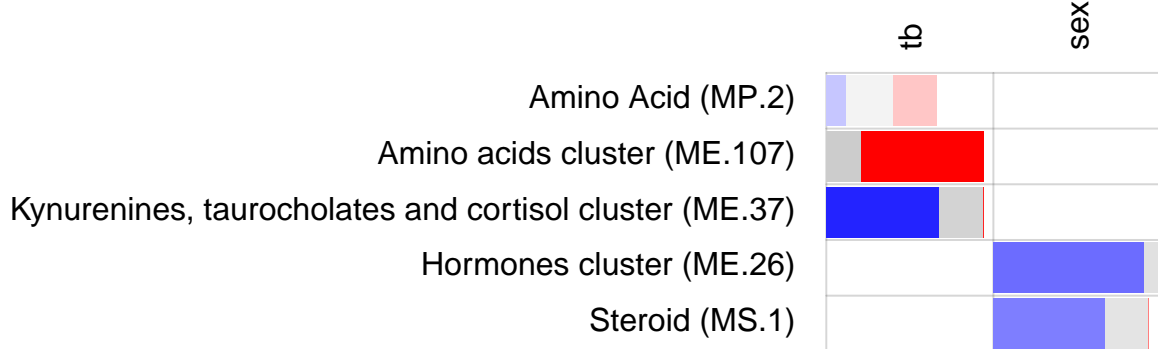 tb
sex
Amino Acid (MP.2)
Amino acids cluster (ME.107)
Kynurenines, taurocholates and cortisol cluster (ME.37)
Hormones cluster (ME.26)
Steroid (MS.1)